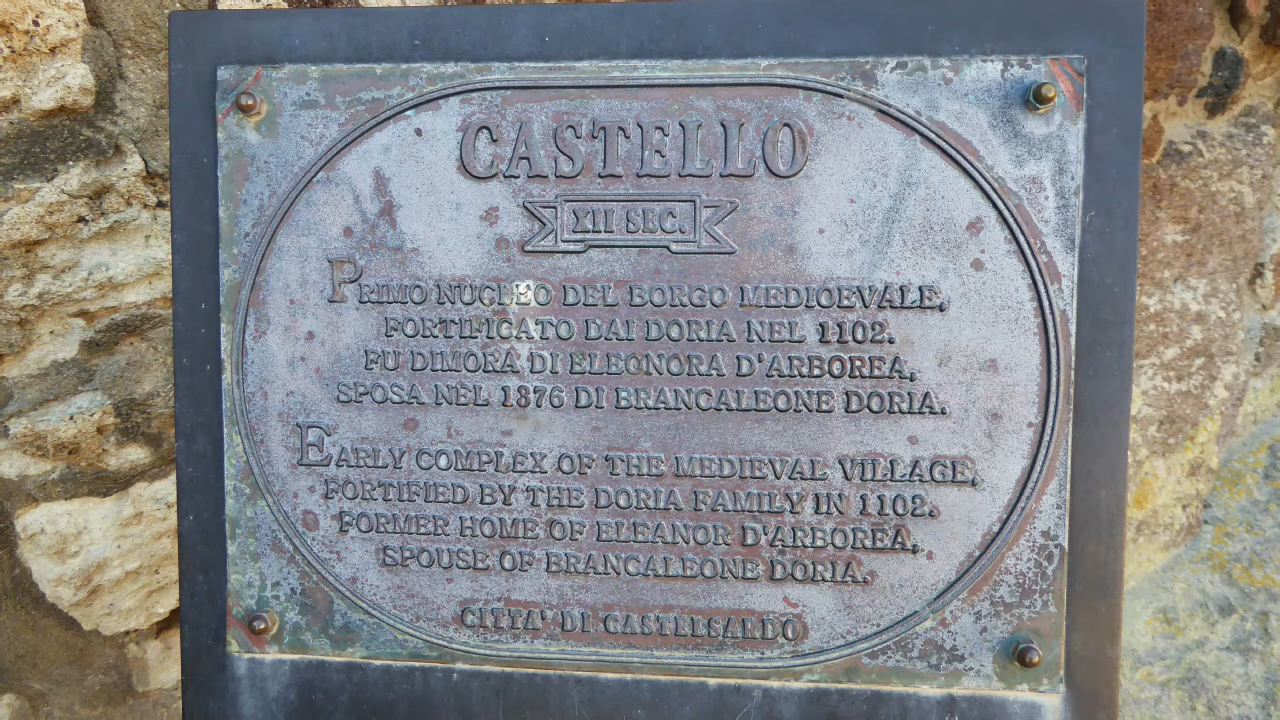 CASTELLO
XII SEC.
PRIMO NUCLEO DEL BORGO MEDIOEVALE,
FORTIFICATO DAI DORIA NEL 1102.
FU DIMORA DI ELEONORA D'ARBOREA,
SPOSA NEL 1376 DI BRANCALEONE DORIA.
EARLY COMPLEX OF THE MEDIEVAL VILLAGE,
FORTIFIED BY THE DORIA FAMILY IN 1102.
FORMER HOME OF ELEANOR D'ARBOREA,
SPOUSE OF BRANCALEONE DORIA.
CITTA' DI CASTELSARDO